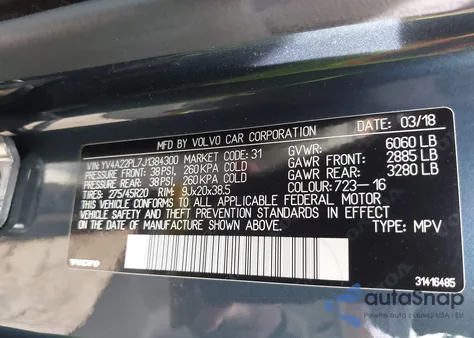 MFD BY VOLVO CAR CORPORATION DATE: 03/18
VIN: YV4A22PL7J1384300 MARKET CODE: 31 GVWR: 6060 LB
PRESSURE FRONT: 38PSI, 260KPA COLD GAWR FRONT: 2885 LB
PRESSURE REAR: 38PSI, 260KPA COLD GAWR REAR: 3280 LB
TIRES: 275/45R20 RIM: 9Jx20x38.5 COLOUR: 723-16
THIS VEHICLE CONFORMS TO ALL APPLICABLE FEDERAL MOTOR
VEHICLE SAFETY AND THEFT PREVENTION STANDARDS IN EFFECT
ON DATE OF MANUFACTURE SHOWN ABOVE. TYPE: MPV
VOLVO 31416485
autoSnap